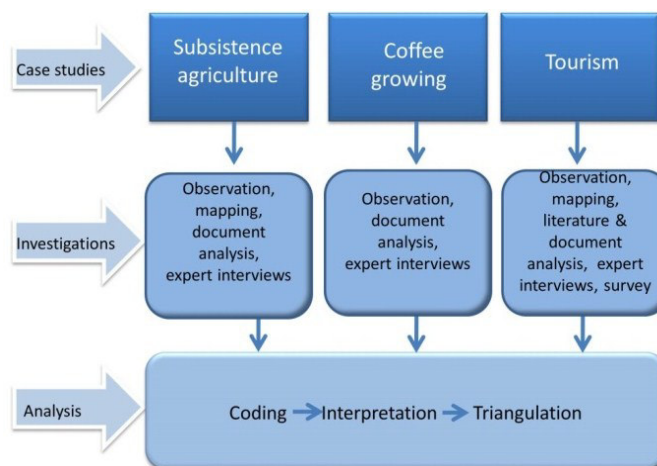 Case studies
Subsistence
agriculture
Coffee
growing
Tourism
Investigations
Observation,
mapping,
document
analysis,
expert interviews
Observation,
document
analysis,
expert interviews
Observation,
mapping,
literature &
document
analysis, expert
interviews, survey
Analysis
Coding Interpretation Triangulation